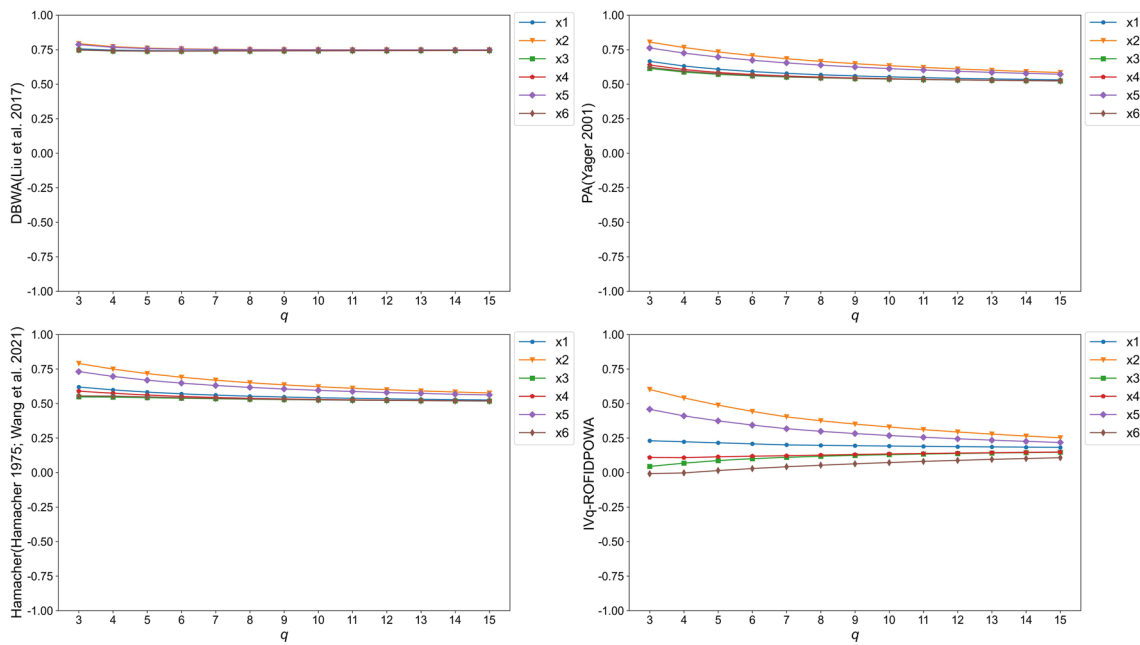 DBWA(Liu et al. 2017)
1.00
0.75
0.50
0.25
0.00
-0.25
-0.50
-0.75
-1.00
3 4 5 6 7 8 9 10 11 12 13 14 15
q
x1
x2
x3
x4
x5
x6
PA(Yager 2001)
1.00
0.75
0.50
0.25
0.00
-0.25
-0.50
-0.75
-1.00
3 4 5 6 7 8 9 10 11 12 13 14 15
q
x1
x2
x3
x4
x5
x6
Hamacher(Hamacher 1975; Wang et al. 2021)
1.00
0.75
0.50
0.25
0.00
-0.25
-0.50
-0.75
-1.00
3 4 5 6 7 8 9 10 11 12 13 14 15
q
x1
x2
x3
x4
x5
x6
IVq-ROFIDPOWA
1.00
0.75
0.50
0.25
0.00
-0.25
-0.50
-0.75
-1.00
3 4 5 6 7 8 9 10 11 12 13 14 15
q
x1
x2
x3
x4
x5
x6